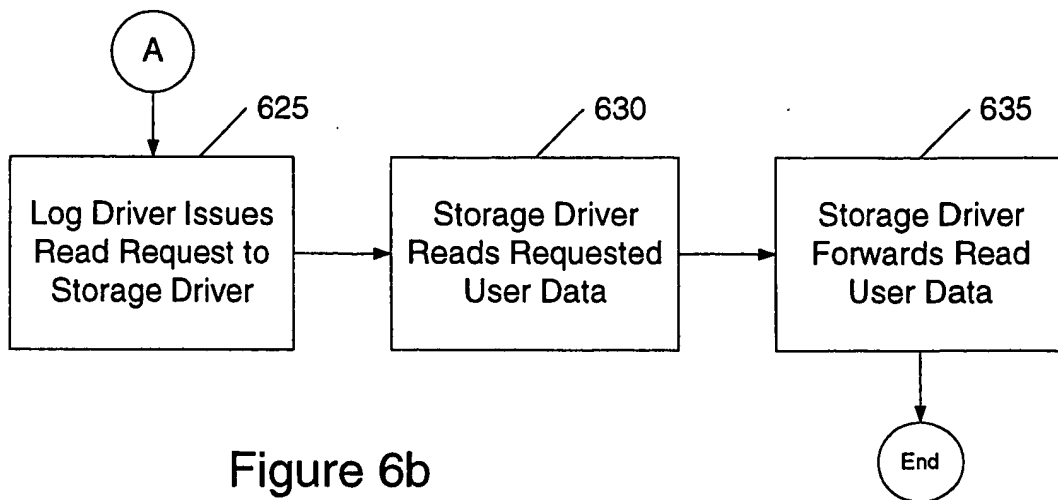 A
625
630
635
Log Driver Issues
Read Request to
Storage Driver
Storage Driver
Reads Requested
User Data
Storage Driver
Forwards Read
User Data
End
Figure 6b